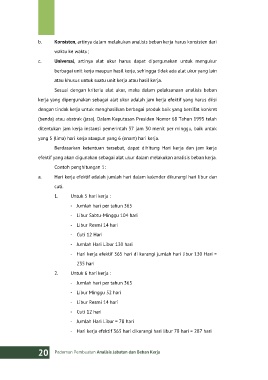 b. Konsisten, artinya dalam melakukan analisis beban kerja harus konsisten dari
waktu ke waktu ;
c. Universal, artinya alat ukur harus dapat dipergunakan untuk mengukur
berbagai unit kerja maupun hasil kerja, sehingga tidak ada alat ukur yang lain
atau khusus untuk suatu unit kerja atau hasil kerja.
Sesuai dengan kriteria alat ukur, maka dalam pelaksanaan analisis beban
kerja yang dipergunakan sebagai alat ukur adalah jam kerja efektif yang harus diisi
dengan tindak kerja untuk menghasilkan berbagai produk baik yang bersifat konkrit
(benda) atau abstrak (jasa). Dalam Keputusan Presiden Nomor 68 Tahun 1995 telah
ditentukan jam kerja instansi pemerintah 37 jam 30 menit per minggu, baik untuk
yang 5 (lima) hari kerja ataupun yang 6 (enam) hari kerja.
Berdasarkan ketentuan tersebut, dapat dihitung Hari kerja dan jam kerja
efektif yang akan digunakan sebagai alat ukur dalam melakukan analisis beban kerja.
Contoh penghitungan :
a. Hari kerja efektif adalah jumlah hari dalam kalender dikurangi hari libur dan
cuti.
1. Untuk 5 hari kerja :
- Jumlah hari per tahun 365
- Libur Sabtu-Minggu 104 hari
- Libur Resmi 14 hari
- Cuti 12 Hari
- Jumlah Hari Libur 130 hari
- Hari kerja efektif 365 hari dikurangi jumlah hari libur 130 Hari =
235 hari
2. Untuk 6 hari kerja :
- Jumlah hari per tahun 365
- Libur Minggu 52 hari
- Libur Resmi 14 hari
- Cuti 12 hari
- Jumlah Hari Libur = 78 hari
- Hari kerja efektif 365 hari dikurangi hari libur 78 hari = 287 hari
20 Pedoman Pembuatan Analisis Jabatan dan Beban Kerja